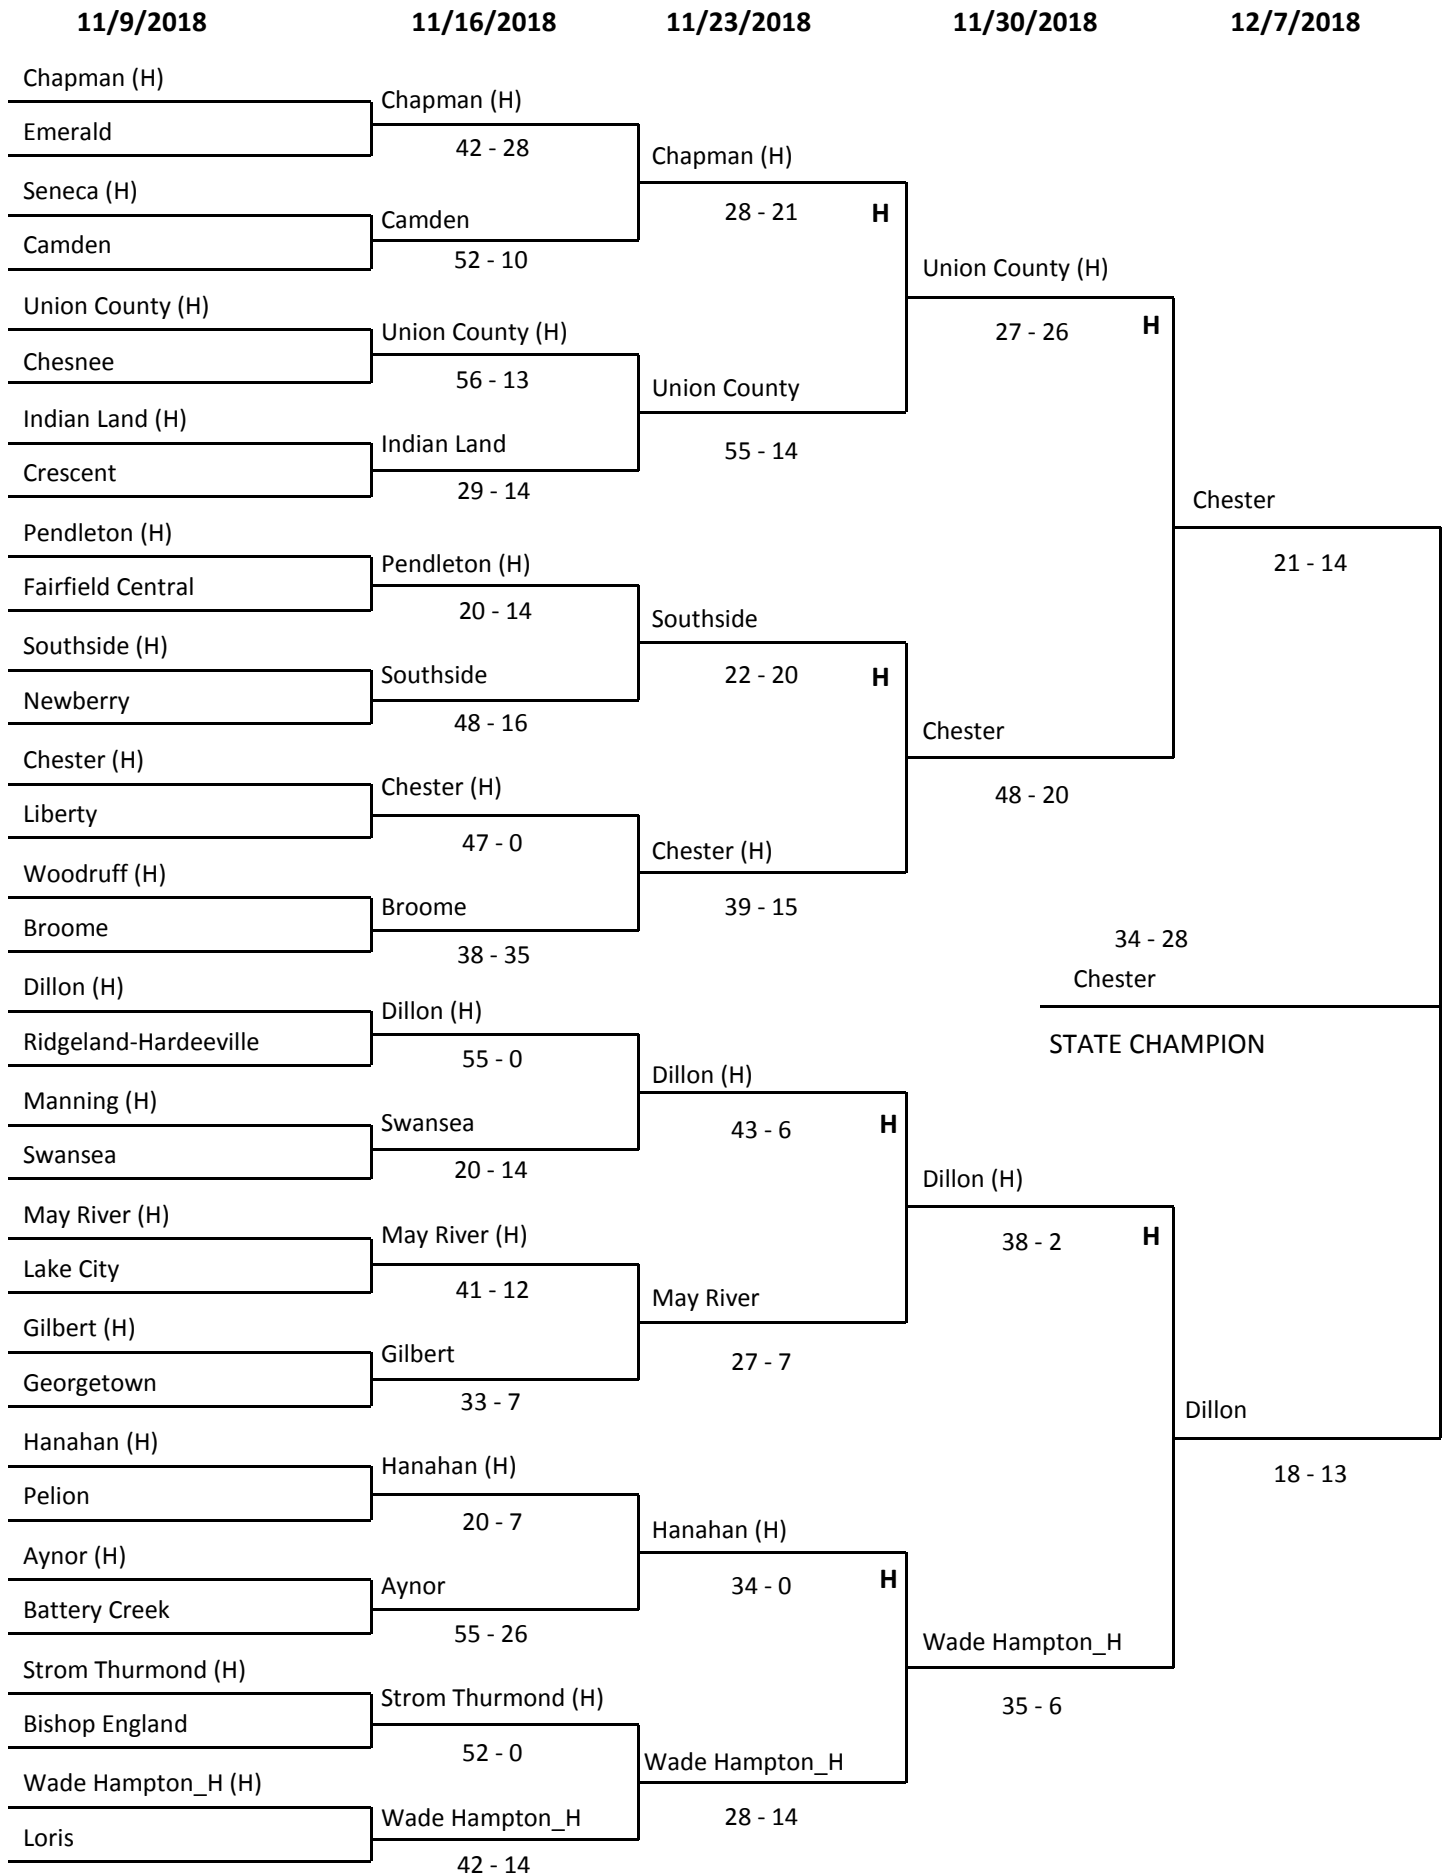 11/9/2018
11/16/2018
11/23/2018
11/30/2018
12/7/2018
Chapman (H)
Emerald
Seneca (H)
Camden
Union County (H)
Chesnee
Indian Land (H)
Crescent
Pendleton (H)
Fairfield Central
Southside (H)
Newberry
Chester (H)
Liberty
Woodruff (H)
Broome
Dillon (H)
Ridgeland-Hardeeville
Manning (H)
Swansea
May River (H)
Lake City
Gilbert (H)
Georgetown
Hanahan (H)
Pelion
Aynor (H)
Battery Creek
Strom Thurmond (H)
Bishop England
Wade Hampton_H (H)
Loris
Chapman (H)
42 - 28
Camden
52 - 10
Union County (H)
56 - 13
Indian Land
29 - 14
Pendleton (H)
20 - 14
Southside
48 - 16
Chester (H)
47 - 0
Broome
38 - 35
Dillon (H)
55 - 0
Swansea
20 - 14
May River (H)
41 - 12
Gilbert
33 - 7
Hanahan (H)
20 - 7
Aynor
55 - 26
Strom Thurmond (H)
52 - 0
Wade Hampton_H
42 - 14
Chapman (H)
28 - 21 H
Union County
55 - 14
Southside
22 - 20 H
Chester (H)
39 - 15
Dillon (H)
43 - 6 H
May River
27 - 7
Hanahan (H)
34 - 0 H
Wade Hampton_H
28 - 14
Union County (H)
27 - 26 H
Chester
48 - 20
Dillon (H)
38 - 2 H
Wade Hampton_H
35 - 6
Chester
21 - 14
Dillon
18 - 13
34 - 28
Chester
STATE CHAMPION